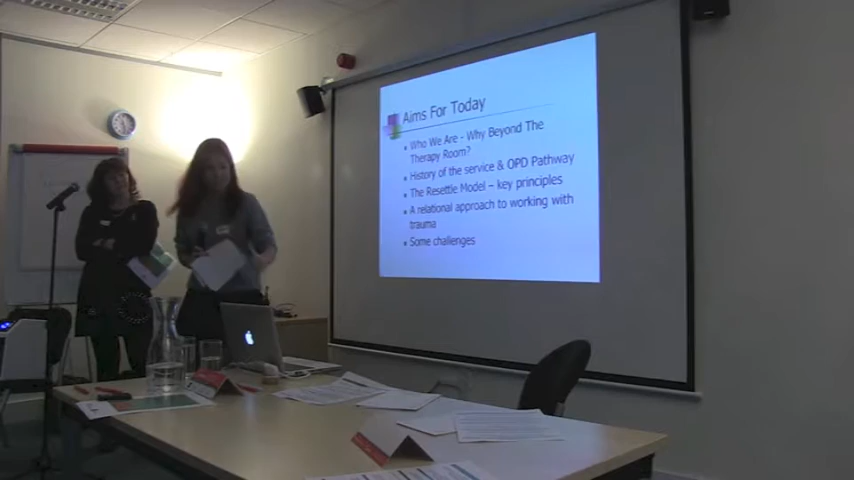 Aims For Today
Who We Are - Why Beyond The
Therapy Room?
History of the service & OPD Pathway
The Resettle Model – key principles
A relational approach to working with
trauma
Some challenges